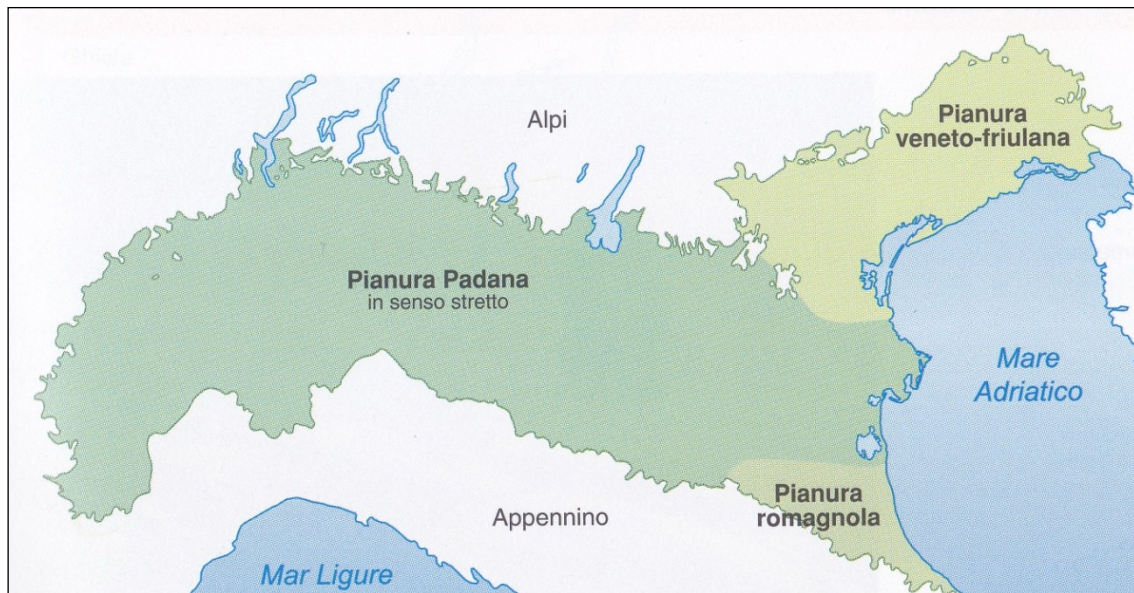 Alpi
Pianura
veneto-friulana
Pianura Padana
in senso stretto
Mare
Adriatico
Pianura
romagnola
Appennino
Mar Ligure